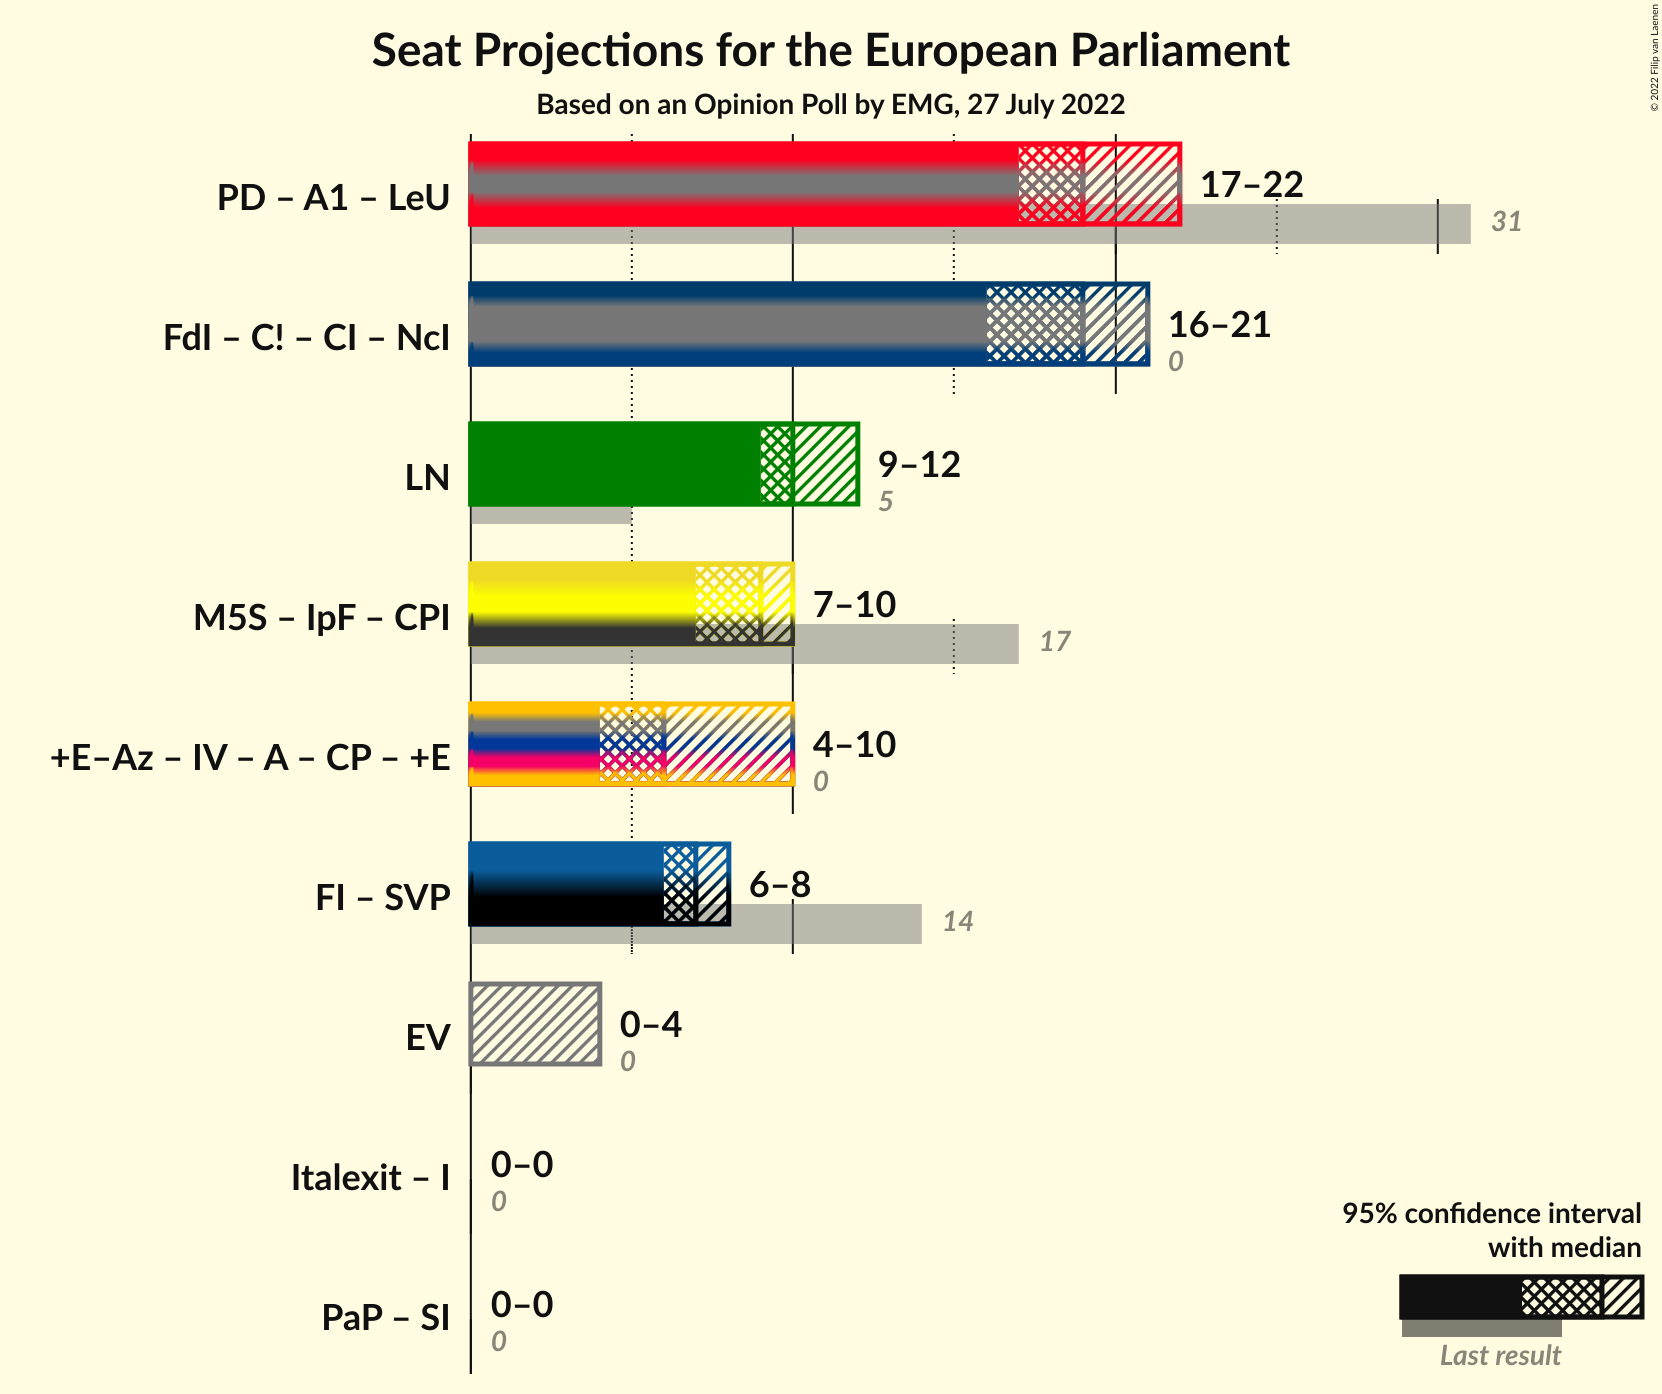 Seat Projections for the European Parliament
Based on an Opinion Poll by EMG, 27 July 2022
© 2022 Filip van Laenen
PD – A1 – LeU
17–22
31
FdI – C! – CI – NcI
16–21
0
LN
9–12
5
M5S – IpF – CPI
7–10
17
+E–Az – IV – A – CP – +E
4–10
0
FI – SVP
6–8
14
EV
0–4
0
Italexit – I
0–0
0
PaP – SI
0–0
0
95% confidence interval
with median
Last result